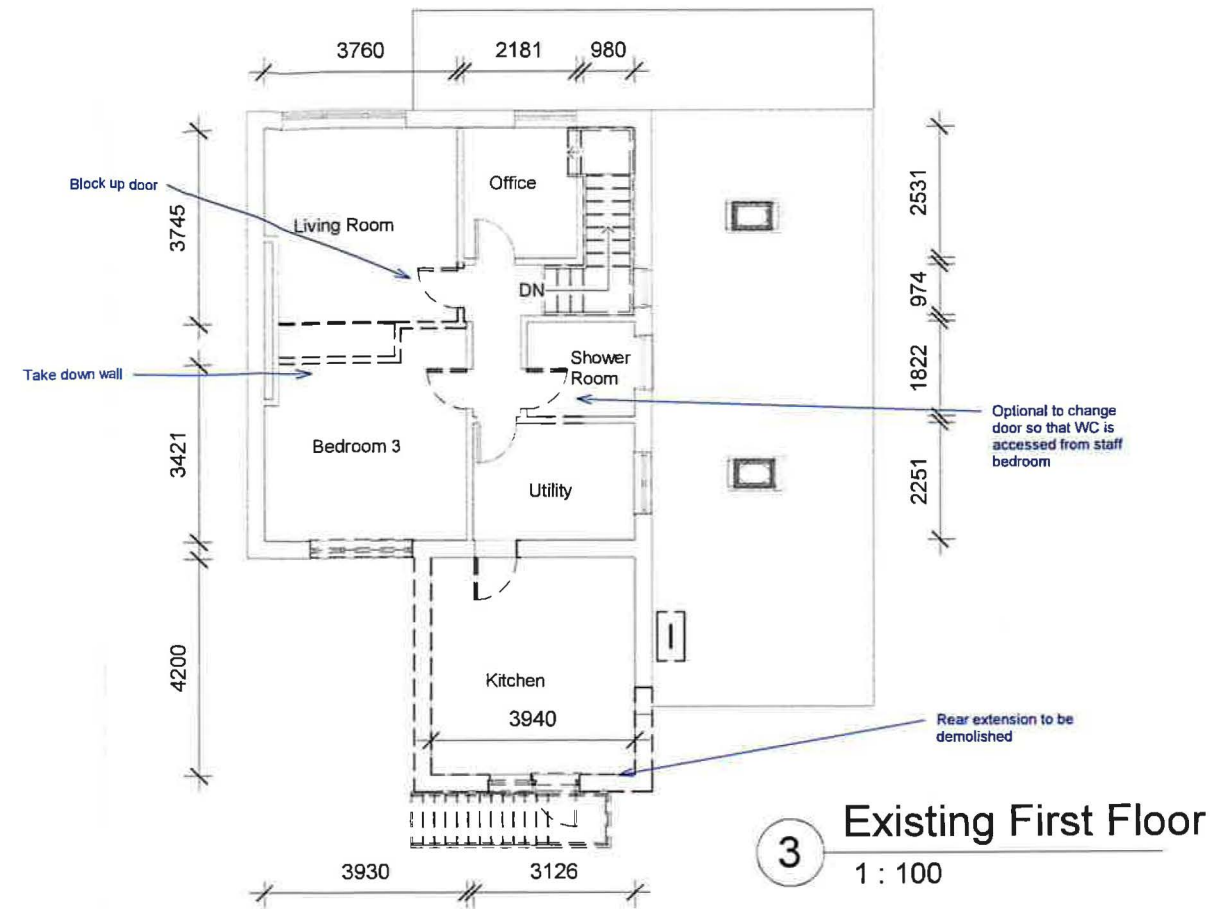 3760
2181
980
3745
3421
4200
2531
974
1822
2251
Block up door
Office
Living Room
DN
Shower
Room
Take down wall
Optional to change
door so that WC is
accessed from staff
bedroom
Bedroom 3
Utility
Kitchen
3940
Rear extension to be
demolished
3930
3126
3
Existing First Floor
1 : 100